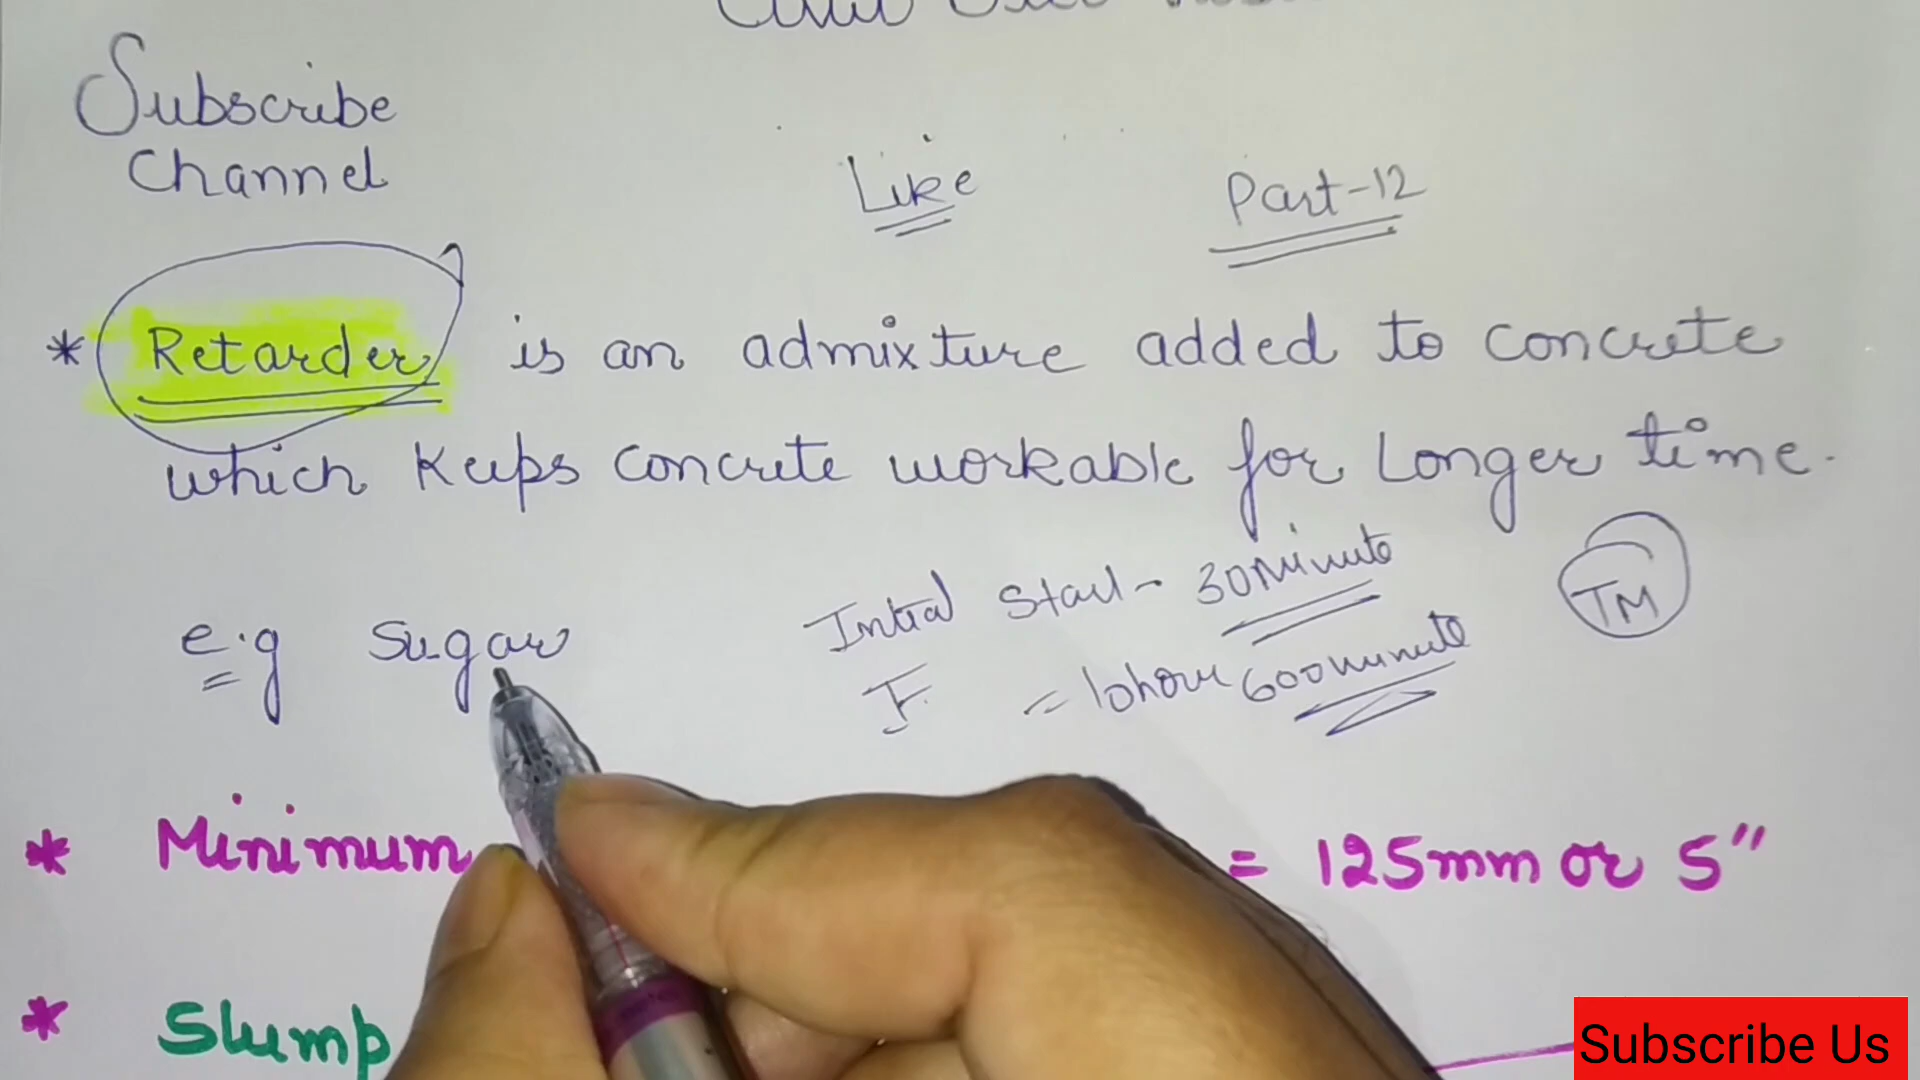 Subscribe
Channel
Like
Part-12
* Retarder is an admixture added to concrete
which Keeps concrete workable for Longer time.
e.g Sugar
Initial Start - 30 Minute
F. = 10 hour 600 minute
TM
* Minimum = 125mm or 5"
* Slump
Subscribe Us